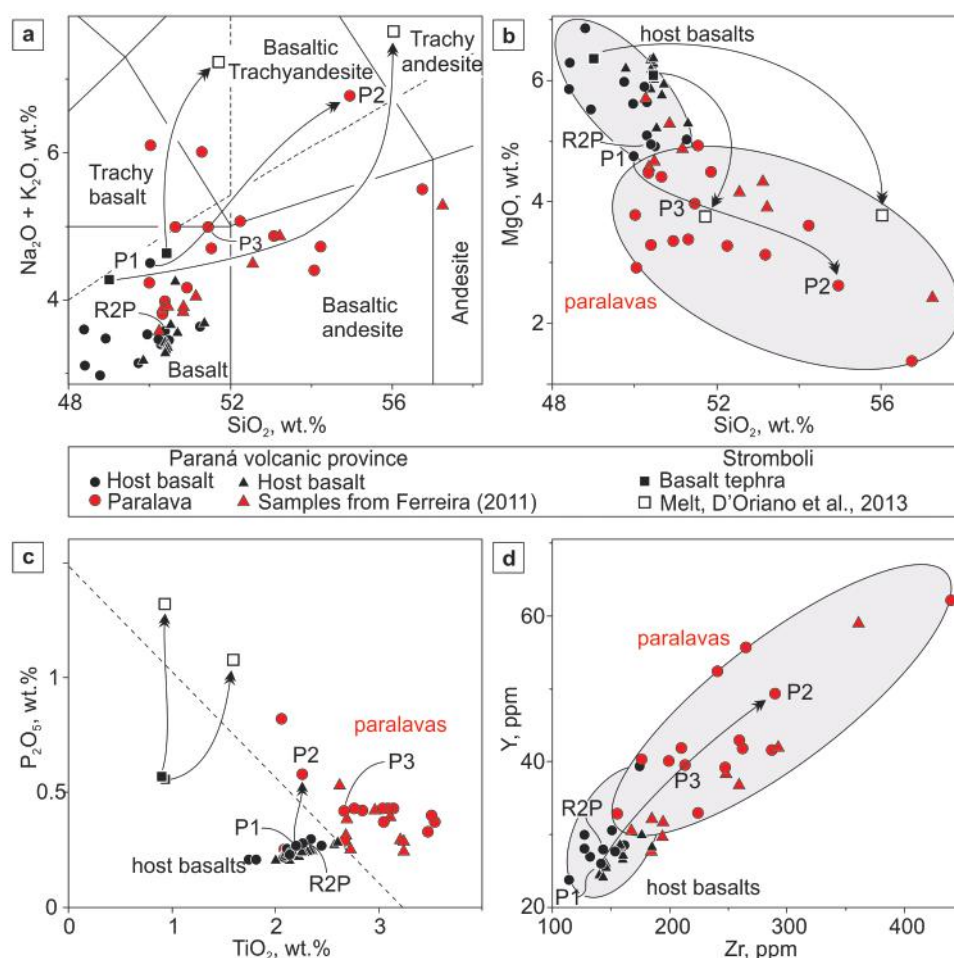 a
Basaltic
Trachyandesite
Trachy
andesite
P2
Na₂O + K₂O, wt.%
6
4
Trachy
basalt
P1
P3
R2P
Basalt
Basaltic
andesite
Andesite
48
52
56
SiO₂, wt.%
b
host basalts
MgO, wt.%
6
4
2
R2P
P1
P3
P2
paralavas
48
52
56
SiO₂, wt.%
Paraná volcanic province
Stromboli
Host basalt
Host basalt
Basalt tephra
Paralava
Samples from Ferreira (2011)
Melt, D'Oriano et al., 2013
c
P₂O₅, wt.%
1
0.5
0
paralavas
P2
P3
P1
host basalts
R2P
0
1
2
3
TiO₂, wt.%
d
Y, ppm
60
40
20
paralavas
P2
R2P
P1
host basalts
100
200
300
400
Zr, ppm